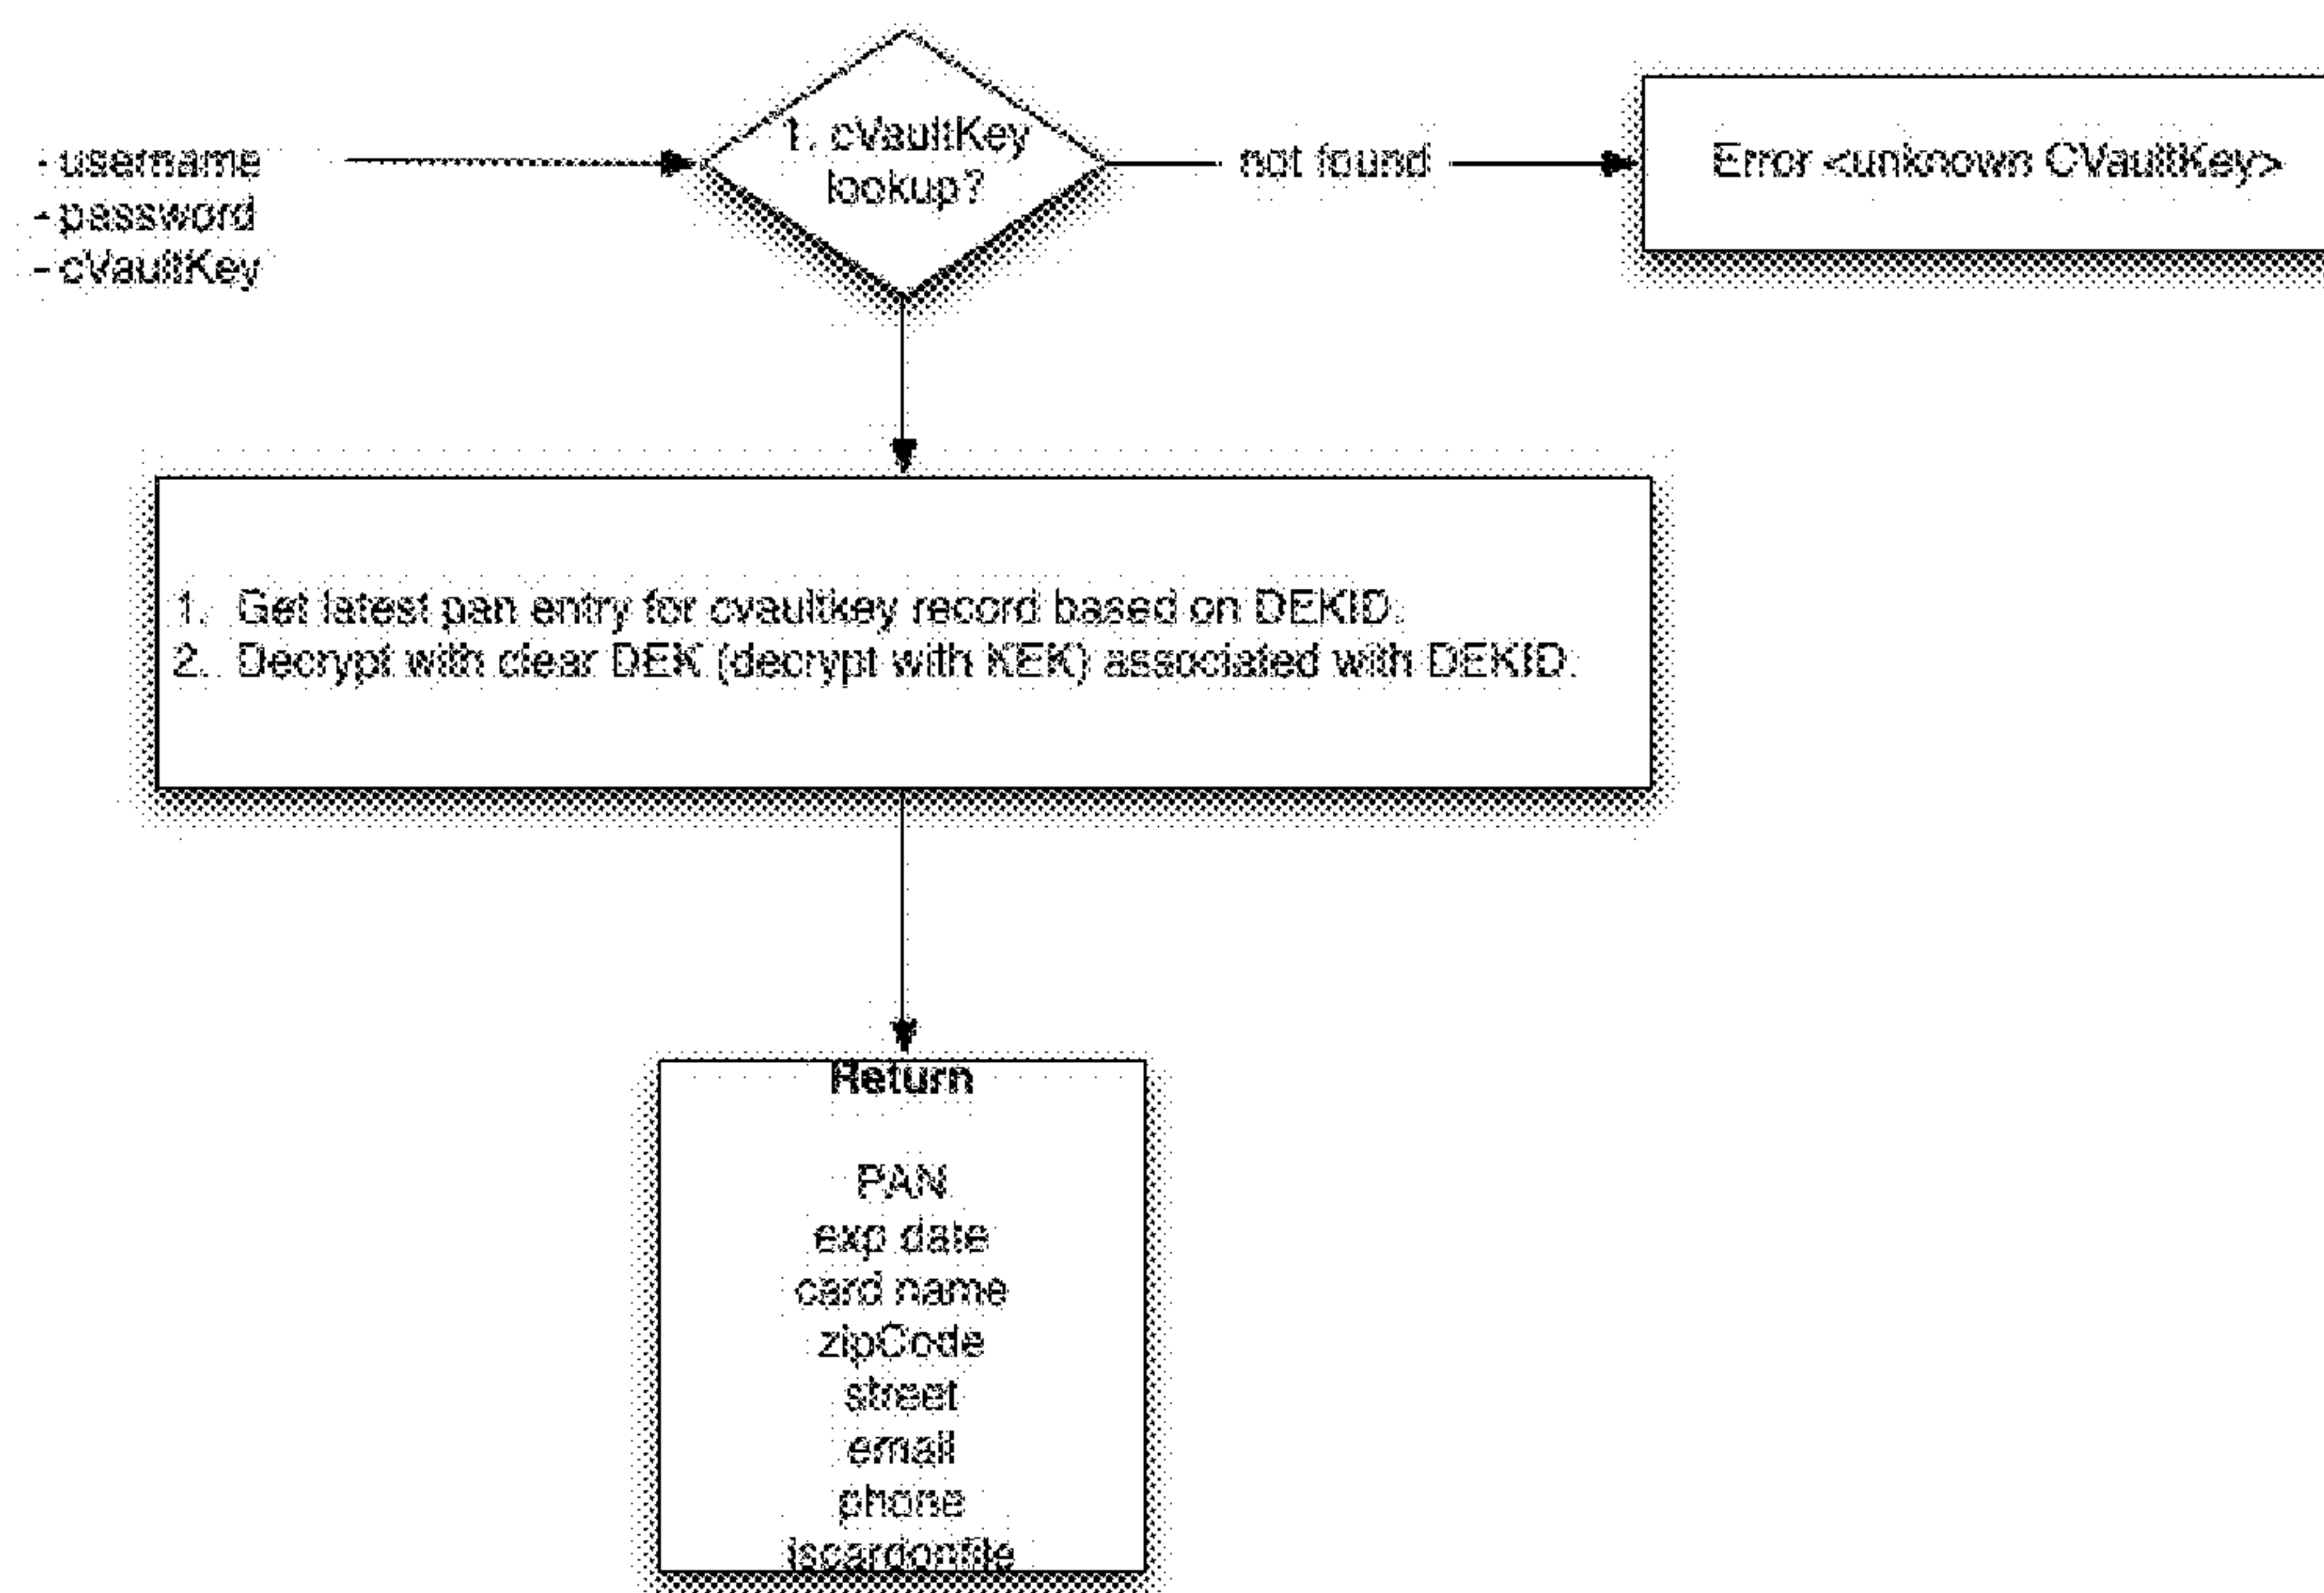 - username
- password
- cVaultKey
1. cVaultKey
lookup?
not found
Error <unknown CVaultKey>
1. Get latest pan entry for cvaultkey record based on DEKID.
2. Decrypt with clear DEK (decrypt with KEK) associated with DEKID.
Return
PAN
exp date
card name
zipCode
street
email
phone
iscardonfile